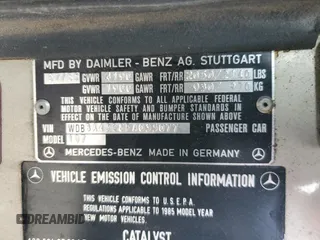 MFD BY DAIMLER - BENZ AG. STUTTGART
GVWR GAWR FRT/RR LBS
GVWR GAWR FRT/RR KG
THIS VEHICLE CONFORMS TO ALL APPLICABLE FEDERAL
MOTOR VEHICLE SAFETY AND BUMPER STANDARDS IN
EFFECT ON THE DATE OF MANUFACTURE SHOWN ABOVE
VIN PASSENGER CAR
MODEL
MERCEDES-BENZ MADE IN GERMANY
VEHICLE EMISSION CONTROL INFORMATION
THIS VEHICLE CONFORMS TO U.S.E.P.A.
REGULATIONS APPLICABLE TO 1985 MODEL YEAR
NEW MOTOR VEHICLES.
CATALYST